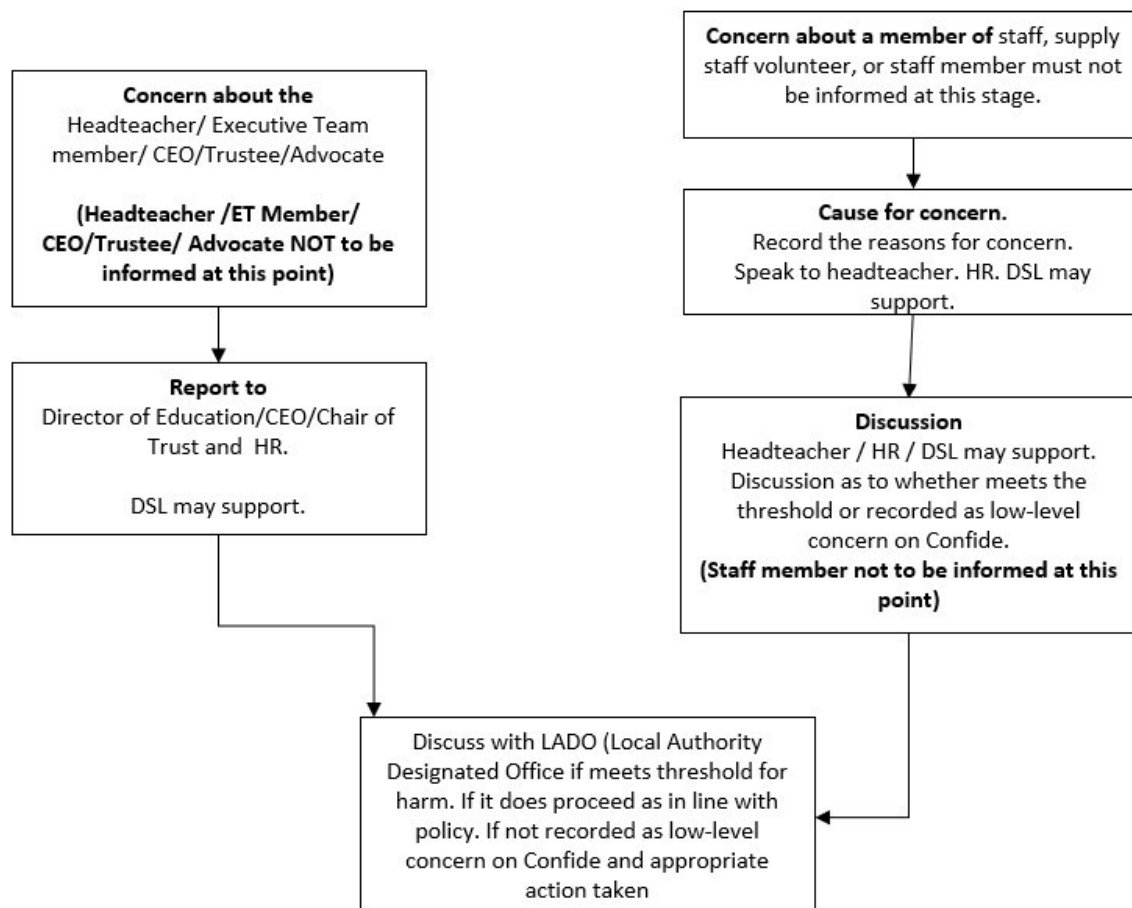 Concern about the
Headteacher/ Executive Team
member/ CEO/Trustee/Advocate
(Headteacher /ET Member/
CEO/Trustee/ Advocate NOT to be
informed at this point)
Report to
Director of Education/CEO/Chair of
Trust and  HR.
DSL may support.
Concern about a member of staff, supply
staff volunteer, or staff member must not
be informed at this stage.
Cause for concern.
Record the reasons for concern.
Speak to headteacher. HR. DSL may
support.
Discussion
Headteacher / HR / DSL may support.
Discussion as to whether meets the
threshold or recorded as low-level
concern on Confide.
(Staff member not to be informed at this
point)
Discuss with LADO (Local Authority
Designated Office if meets threshold for
harm. If it does proceed as in line with
policy. If not recorded as low-level
concern on Confide and appropriate
action taken